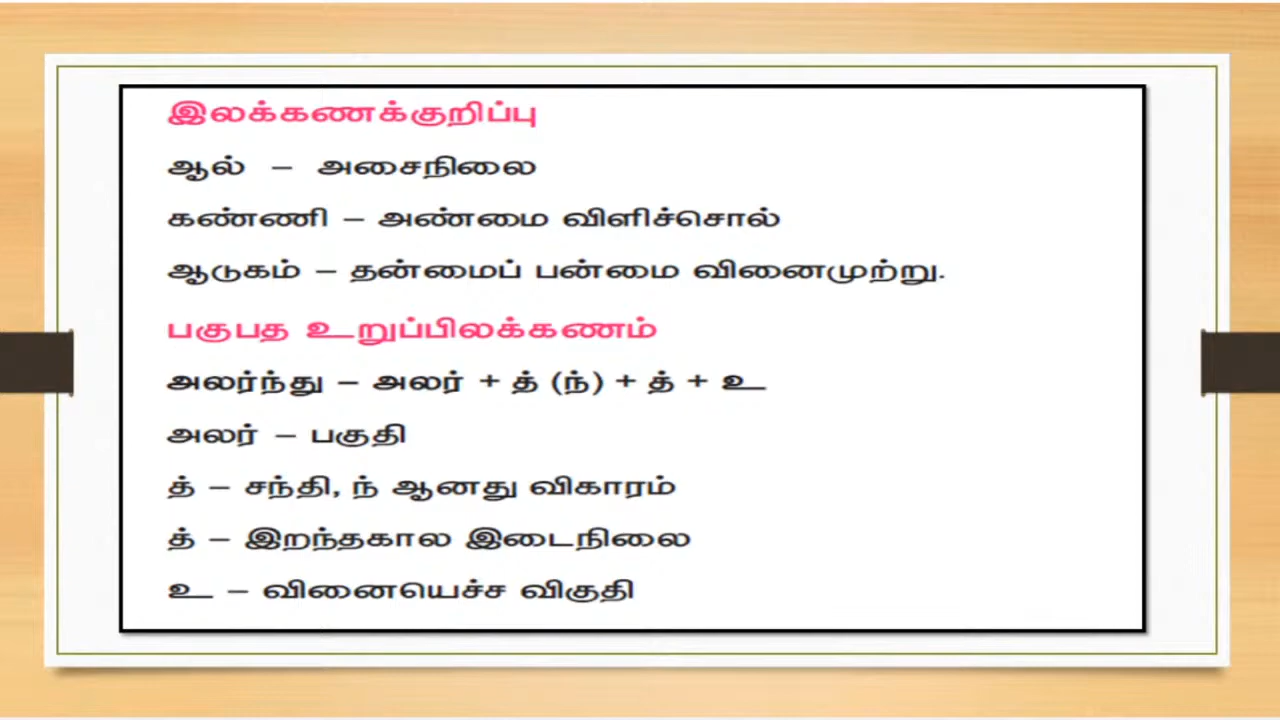 இலக்கணக்குறிப்பு
ஆல் – அசைநிலை
கண்ணி – அண்மை விளிச்சொல்
ஆடுகம் – தன்மைப் பன்மை வினைமுற்று.
பகுபத உறுப்பிலக்கணம்
அலர்ந்து – அலர் + த் (ந்) + த் + உ
அலர் – பகுதி
த் – சந்தி, ந் ஆனது விகாரம்
த் – இறந்தகால இடைநிலை
உ – வினையெச்ச விகுதி